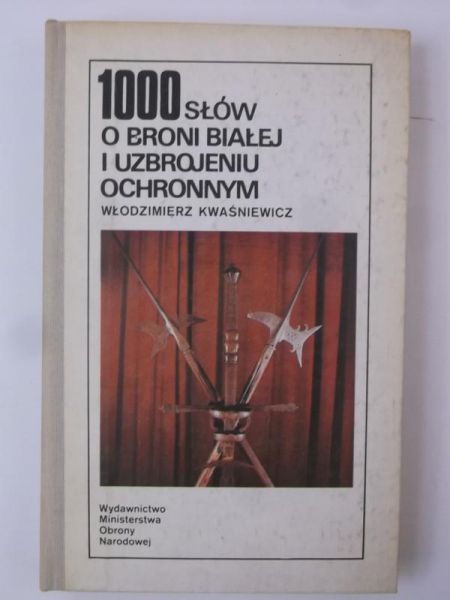 1000 SŁÓW
O BRONI BIAŁEJ
I UZBROJENIU
OCHRONNYM
WŁODZIMIERZ KWAŚNIEWICZ
Wydawnictwo
Ministerstwa
Obrony
Narodowej